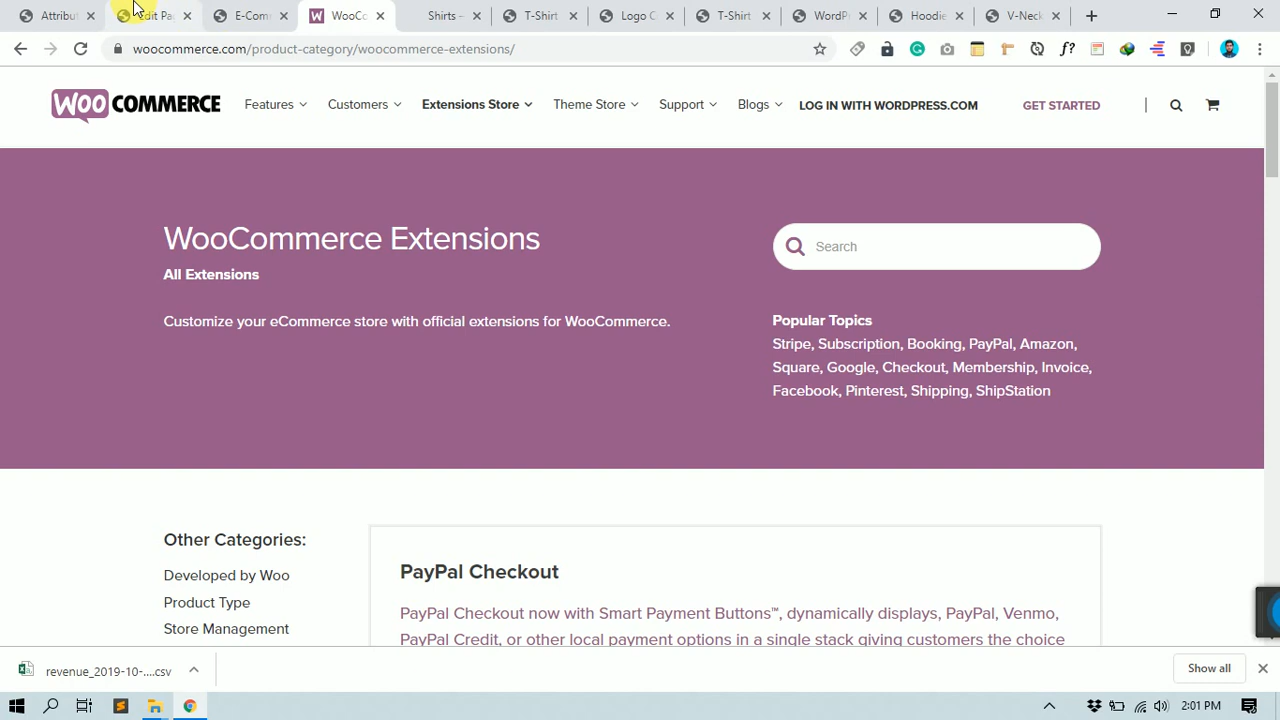 Attribut
Edit Pa
E-Com
WooCo
Shirts –
T-Shirt
Logo C
T-Shirt
WordP
Hoodie
V-Neck
woocommerce.com/product-category/woocommerce-extensions/
WOOCOMMERCE
Features
Customers
Extensions Store
Theme Store
Support
Blogs
LOG IN WITH WORDPRESS.COM
GET STARTED
WooCommerce Extensions
Search
All Extensions
Customize your eCommerce store with official extensions for WooCommerce.
Popular Topics
Stripe, Subscription, Booking, PayPal, Amazon,
Square, Google, Checkout, Membership, Invoice,
Facebook, Pinterest, Shipping, ShipStation
Other Categories:
Developed by Woo
Product Type
Store Management
PayPal Checkout
PayPal Checkout now with Smart Payment Buttons™, dynamically displays, PayPal, Venmo,
PayPal Credit, or other local payment options in a single stack giving customers the choice
revenue_2019-10-....csv
Show all
2:01 PM